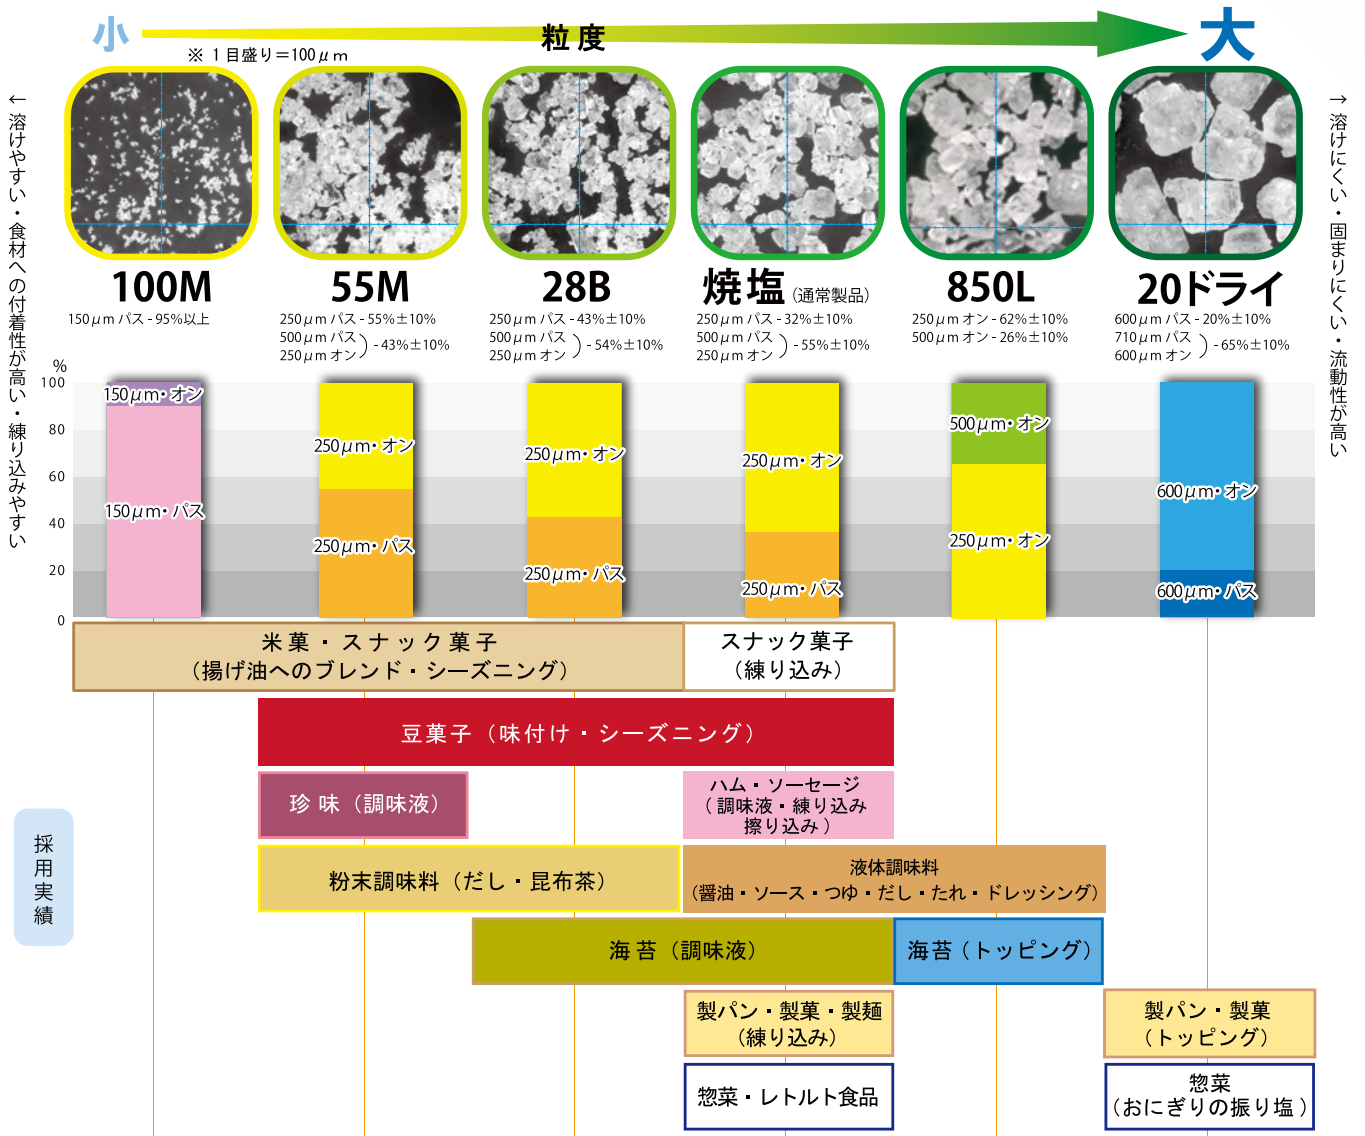 小
粒度
大
※ 1目盛り＝100μm
← 溶けやすい・食材への付着性が高い・練り込みやすい
→ 溶けにくい・固まりにくい・流動性が高い
100M
150μm パス - 95%以上
55M
250μm パス - 55%±10%
500μm パス
250μm オン
- 43%±10%
28B
250μm パス - 43%±10%
500μm パス
250μm オン
- 54%±10%
焼塩（通常製品）
250μm パス - 32%±10%
500μm パス
250μm オン
- 55%±10%
850L
250μm オン - 62%±10%
500μm オン - 26%±10%
20ドライ
600μm パス - 20%±10%
710μm パス
600μm オン
- 65%±10%
%
100
80
60
40
20
0
150μm・オン
150μm・パス
250μm・オン
250μm・パス
250μm・オン
250μm・パス
250μm・オン
250μm・パス
500μm・オン
250μm・オン
600μm・オン
600μm・パス
採用実績
米菓・スナック菓子
（揚げ油へのブレンド・シーズニング）
スナック菓子
（練り込み）
豆菓子（味付け・シーズニング）
珍味（調味液）
ハム・ソーセージ
（調味液・練り込み
擦り込み）
粉末調味料（だし・昆布茶）
液体調味料
（醤油・ソース・つゆ・だし・たれ・ドレッシング）
海苔（調味液）
海苔（トッピング）
製パン・製菓・製麺
（練り込み）
製パン・製菓
（トッピング）
惣菜・レトルト食品
惣菜
（おにぎりの振り塩）